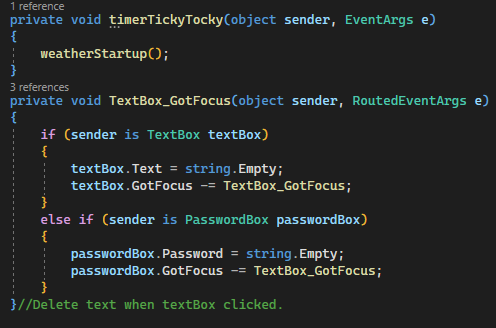 1 reference
private void timerTickyTocky(object sender, EventArgs e)
{
    weatherStartup();
}
3 references
private void TextBox_GotFocus(object sender, RoutedEventArgs e)
{
    if (sender is TextBox textBox)
    {
        textBox.Text = string.Empty;
        textBox.GotFocus -= TextBox_GotFocus;
    }
    else if (sender is PasswordBox passwordBox)
    {
        passwordBox.Password = string.Empty;
        passwordBox.GotFocus -= TextBox_GotFocus;
    }
}//Delete text when textBox clicked.